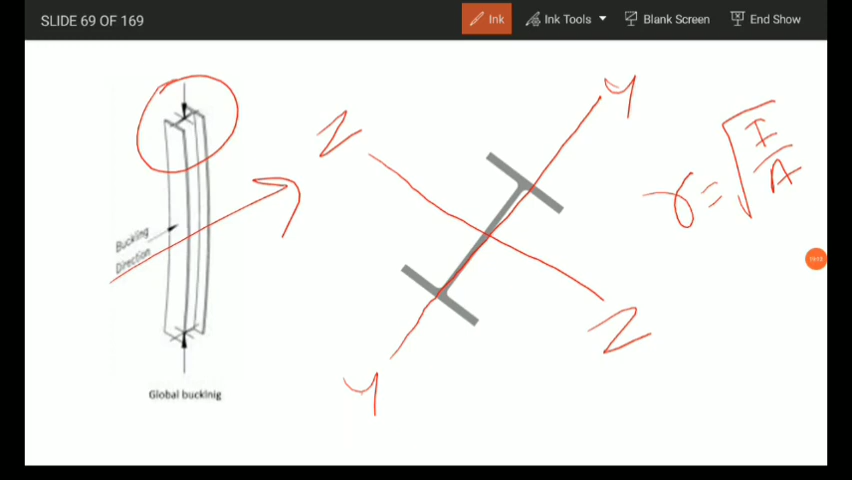 SLIDE 69 OF 169
Ink
Ink Tools
Blank Screen
End Show
Z
Y
r = √I/A
Buckling
Direction
Z
Y
Global bucklnig